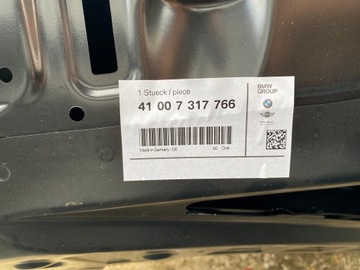 1 Stueck / piece
41 00 7 317 766
Made in Germany / DE
BMW
GROUP